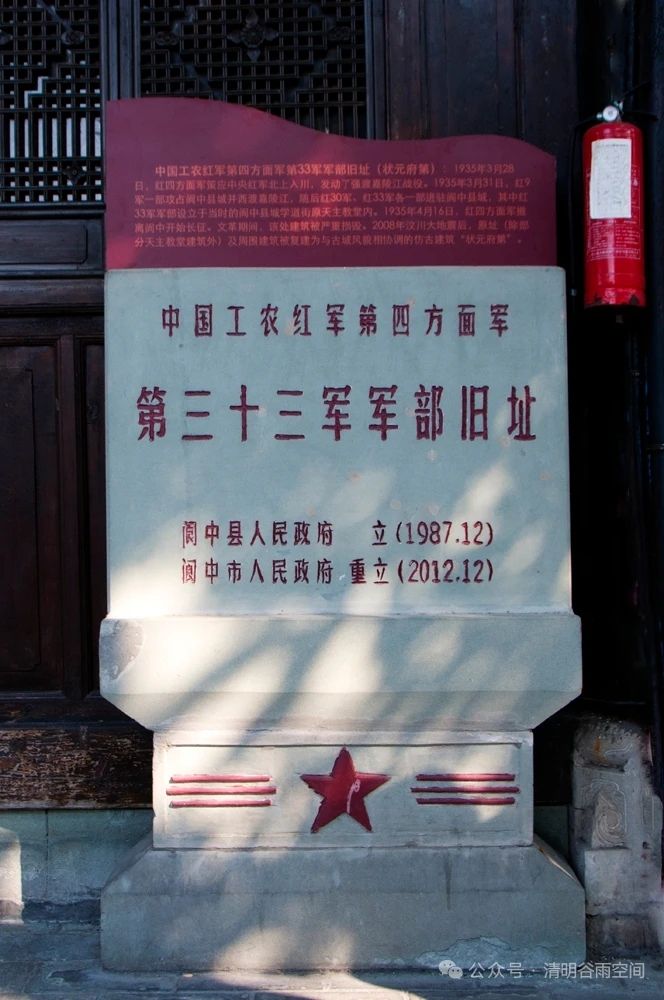 中国工农红军第四方面军第33军军部旧址（状元府第）：1935年3月28
日，红四方面军策应中央红军北上入川，发动了强渡嘉陵江战役。1935年3月31日，红9
军一部攻占阆中县城并西渡嘉陵江，随后红30军、红33军各一部进驻阆中县城，其中红
33军军部设立于当时的阆中县城学道街原天主教堂内。1935年4月16日，红四方面军撤
离阆中开始长征。文革期间，该处建筑被严重损毁。2008年汶川大地震后，原址（除部
分天主教堂建筑外）及周围建筑被复建为与古城风貌相协调的仿古建筑“状元府第”。
中国工农红军第四方面军
第三十三军军部旧址
阆中县人民政府 立(1987.12)
阆中市人民政府 重立(2012.12)
公众号·清明谷雨空间